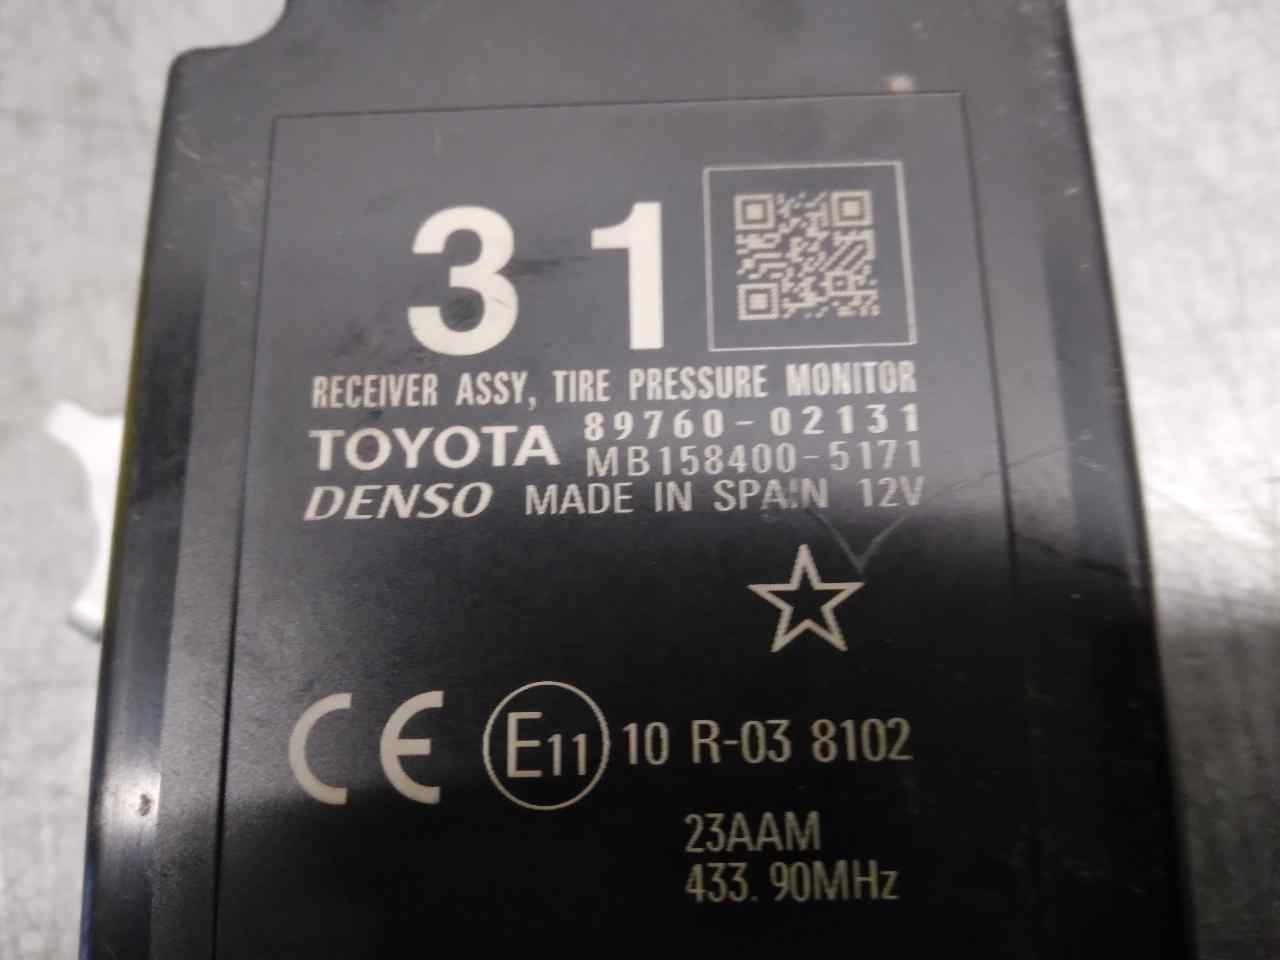 31
RECEIVER ASSY, TIRE PRESSURE MONITOR
TOYOTA 89760-02131
MB158400-5171
DENSO MADE IN SPAIN 12V
CE E11 10 R-03 8102
23AAM
433.90MHz